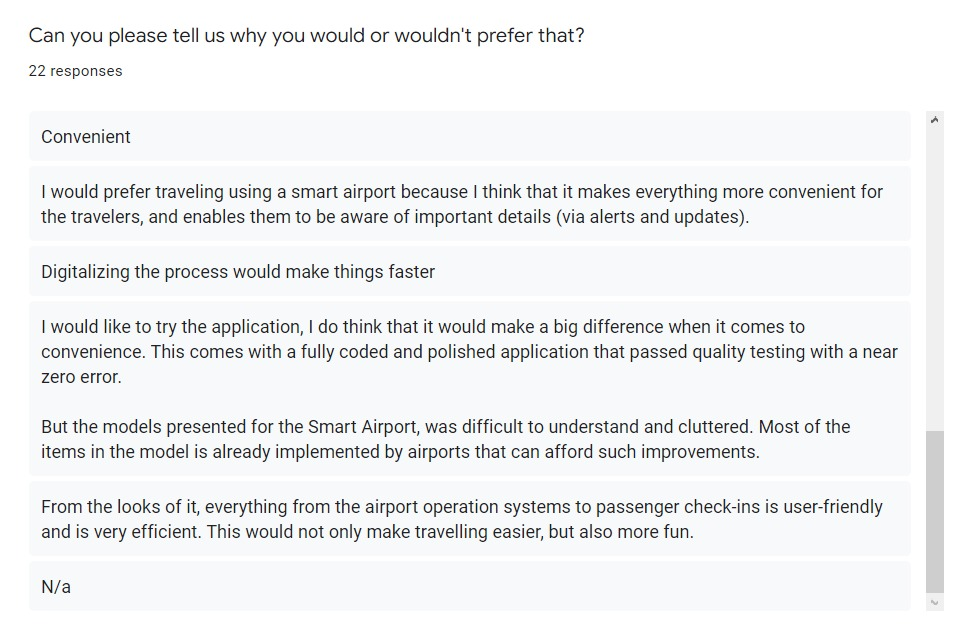 Can you please tell us why you would or wouldn't prefer that?
22 responses
Convenient
I would prefer traveling using a smart airport because I think that it makes everything more convenient for
the travelers, and enables them to be aware of important details (via alerts and updates).
Digitalizing the process would make things faster
I would like to try the application, I do think that it would make a big difference when it comes to
convenience. This comes with a fully coded and polished application that passed quality testing with a near
zero error.
But the models presented for the Smart Airport, was difficult to understand and cluttered. Most of the
items in the model is already implemented by airports that can afford such improvements.
From the looks of it, everything from the airport operation systems to passenger check-ins is user-friendly
and is very efficient. This would not only make travelling easier, but also more fun.
N/a